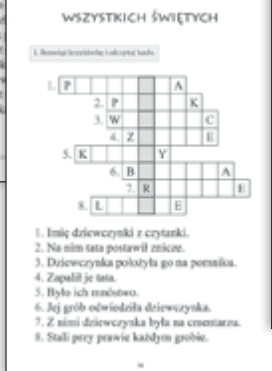 WSZYSTKICH ŚWIĘTYCH
1. Rozwiąż krzyżówkę i odczytaj hasło.
1. P A
2. P K
3. W C
4. Z E
5. K Y
6. B A
7. R E
8. L E
1. Imię dziewczynki z czytanki.
2. Na nim tata postawił znicze.
3. Dziewczynka położyła go na pomniku.
4. Zapalił je tata.
5. Było ich mnóstwo.
6. Jej grób odwiedziła dziewczynka.
7. Z nimi dziewczynka była na cmentarzu.
8. Stali przy prawie każdym grobie.